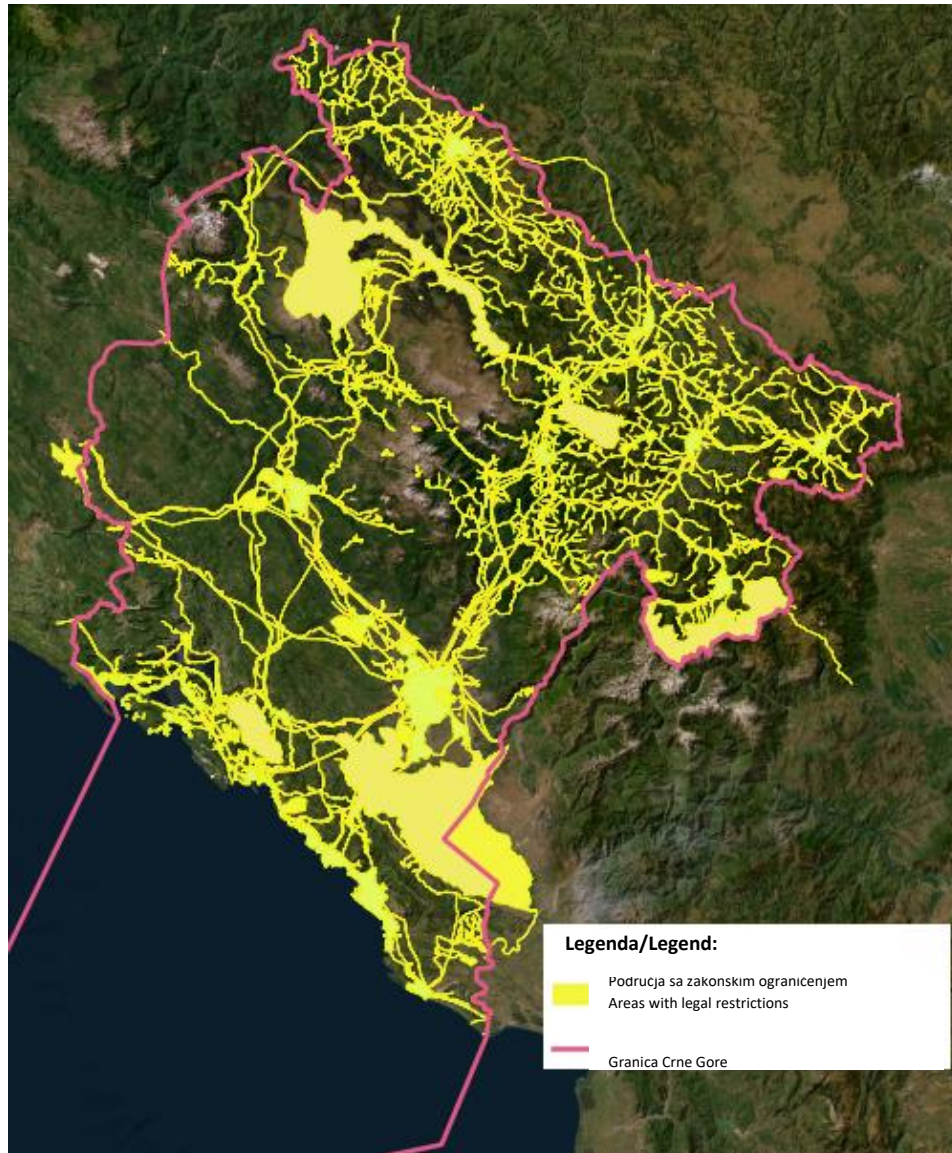 Legenda/Legend:
Područja sa zakonskim ograničenjem
Areas with legal restrictions
Granica Crne Gore